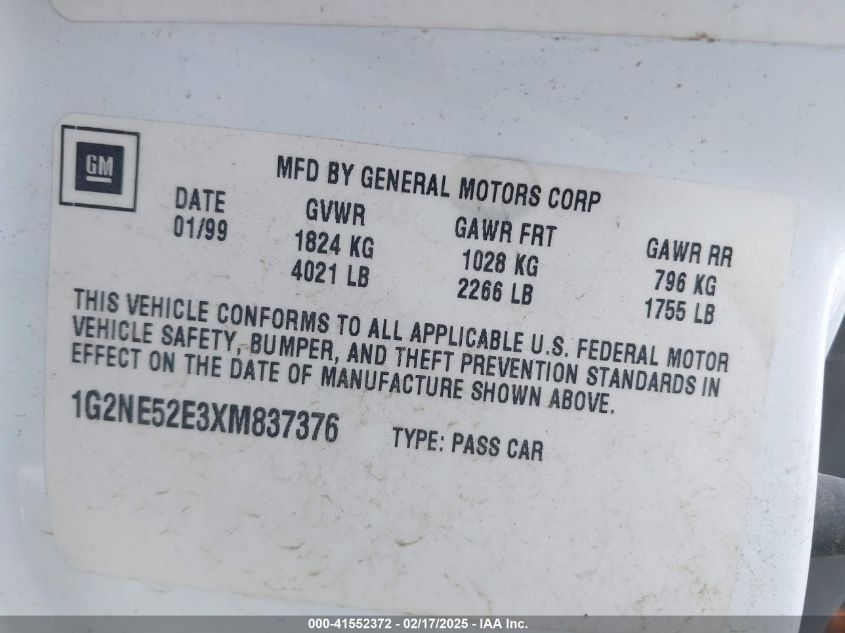 GM
MFD BY GENERAL MOTORS CORP
DATE GVWR GAWR FRT GAWR RR
01/99 1824 KG 1028 KG 796 KG
4021 LB 2266 LB 1755 LB
THIS VEHICLE CONFORMS TO ALL APPLICABLE U.S. FEDERAL MOTOR
VEHICLE SAFETY, BUMPER, AND THEFT PREVENTION STANDARDS IN
EFFECT ON THE DATE OF MANUFACTURE SHOWN ABOVE.
1G2NE52E3XM837376 TYPE: PASS CAR
000-41552372 / 02/17/2025 - Copart, Inc.